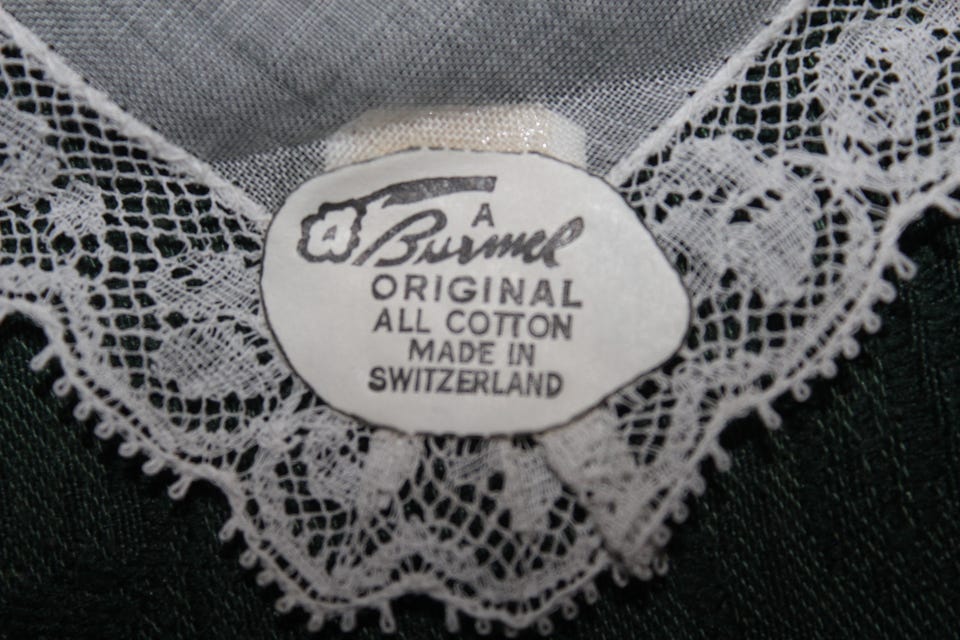 A
Burmel
ORIGINAL
ALL COTTON
MADE IN
SWITZERLAND